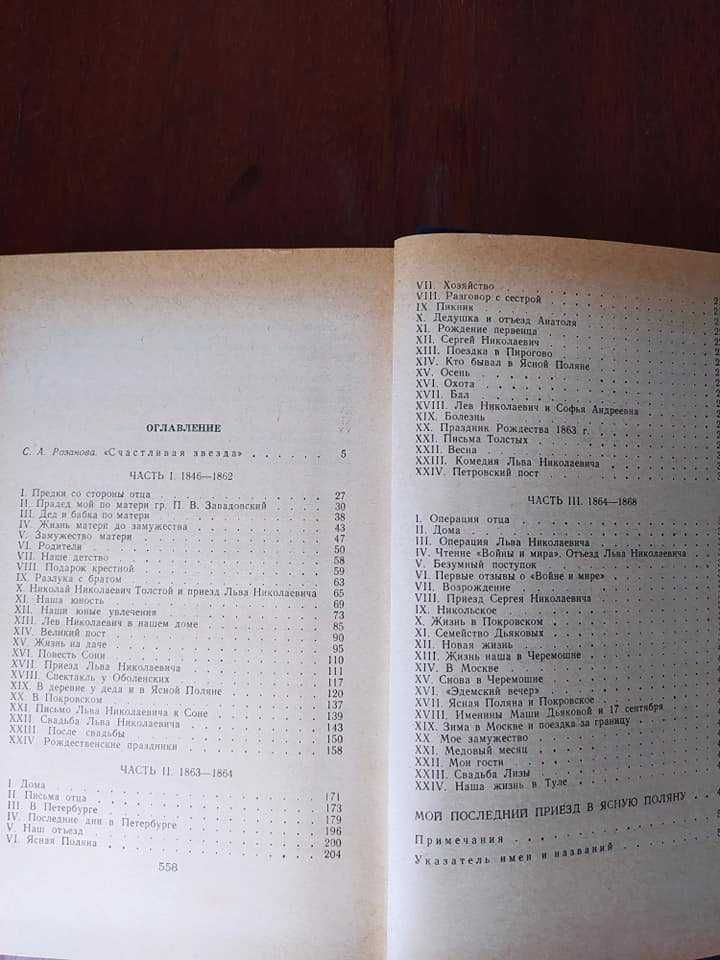 ОГЛАВЛЕНИЕ
С. А. Розанова. «Счастливая звезда» . . . . . . 5
ЧАСТЬ I. 1846—1862
I. Предки со стороны отца 27
II. Прадед мой по матери гр. П. В. Завадовский 30
III. Дед и бабка по матери 38
IV. Жизнь матери до замужества 43
V. Замужество матери 47
VI. Родители 50
VII. Наше детство 58
VIII. Подарок крестной 59
IX. Разлука с братом 63
X. Николай Николаевич Толстой и приезд Льва Николаевича 65
XI. Наша юность 69
XII. Наши юные увлечения 73
XIII. Лев Николаевич в нашем доме 85
XIV. Великий пост 90
XV. Жизнь на даче 95
XVI. Повесть Сони 110
XVII. Приезд Льва Николаевича 111
XVIII. Спектакль у Оболенских 117
XIX. В деревне у деда и в Ясной Поляне 120
XX. В Покровском 137
XXI. Письмо Льва Николаевича к Соне 139
XXII Свадьба Льва Николаевича 143
XXIII После свадьбы 150
XXIV Рождественские праздники 158
ЧАСТЬ II. 1863—1864
I. Дома 171
II Письма отца 173
III В Петербурге 179
IV. Последние дни в Петербурге 196
V. Наш отъезд 200
VI. Ясная Поляна 204
558
VII. Хозяйство
VIII. Разговор с сестрой
IX Пикник
X. Дедушка и отъезд Анатоля
XI. Рождение первенца
XII. Сергей Николаевич
XIII. Поездка в Пирогово
XIV. Кто бывал в Ясной Поляне
XV. Осень
XVI. Охота
XVII. Бал
XVIII. Лев Николаевич и Софья Андреевна
XIX. Болезнь
XX. Праздник Рождества 1863 г.
XXI. Письма Толстых
XXII. Весна
XXIII. Комедия Льва Николаевича
XXIV. Петровский пост
ЧАСТЬ III. 1864—1868
I. Операция отца
II. Дома
III. Операция Льва Николаевича
IV. Чтение «Войны и мира». Отъезд Льва Николаевича
V. Безумный поступок
VI. Первые отзывы о «Войне и мире»
VII. Возрождение
VIII. Приезд Сергея Николаевича
IX. Никольское
X. Жизнь в Покровском
XI. Семейство Дьяковых
XII. Новая жизнь
XIII. Жизнь наша в Черемошне
XIV. В Москве
XV. Снова в Черемошне
XVI. «Эдемский вечер»
XVII. Ясная Поляна и Покровское
XVIII. Именины Маши Дьяковой и 17 сентября
XIX. Зима в Москве и поездка за границу
XX Мое замужество
XXI. Медовый месяц
XXII. Мои гости
XXIII. Свадьба Лизы
XXIV. Наша жизнь в Туле
МОЙ ПОСЛЕДНИЙ ПРИЕЗД В ЯСНУЮ ПОЛЯНУ
Примечания
Указатель имен и названий